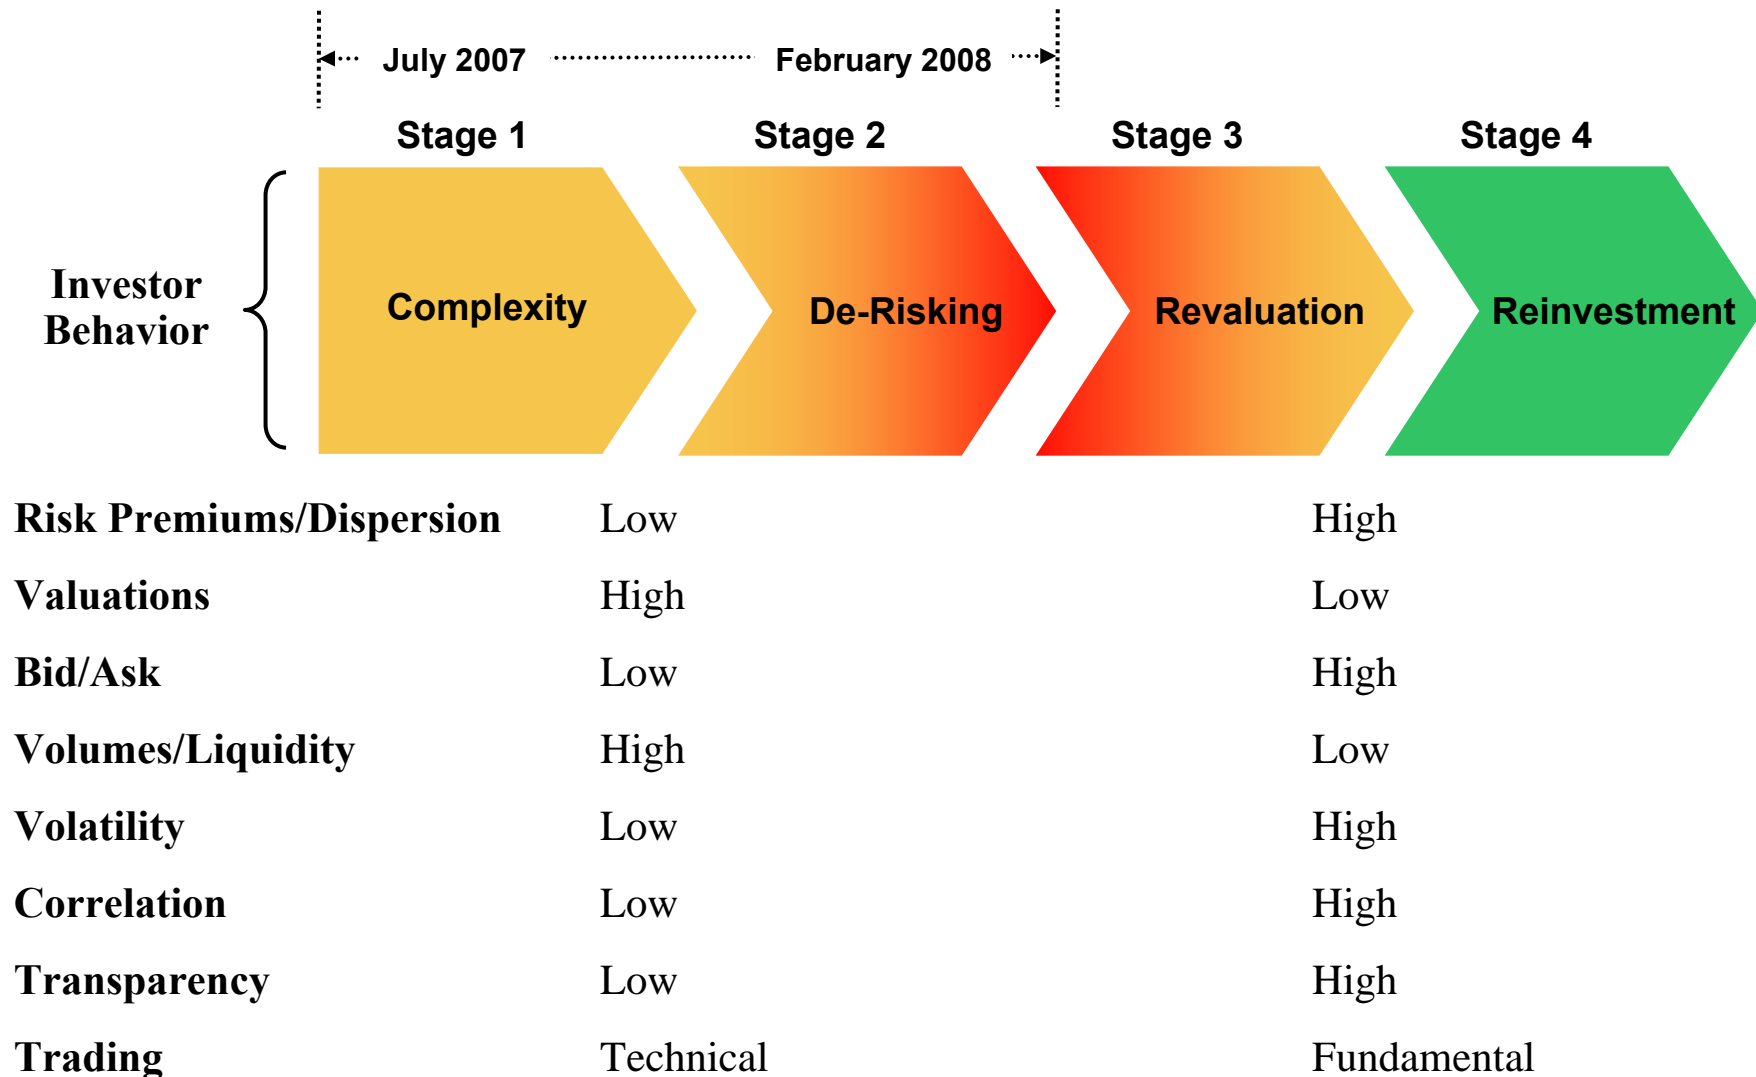 July 2007 February 2008
Stage 1 Stage 2 Stage 3 Stage 4
Investor
Behavior
Complexity De-Risking Revaluation Reinvestment
Risk Premiums/Dispersion Low High
Valuations High Low
Bid/Ask Low High
Volumes/Liquidity High Low
Volatility Low High
Correlation Low High
Transparency Low High
Trading Technical Fundamental